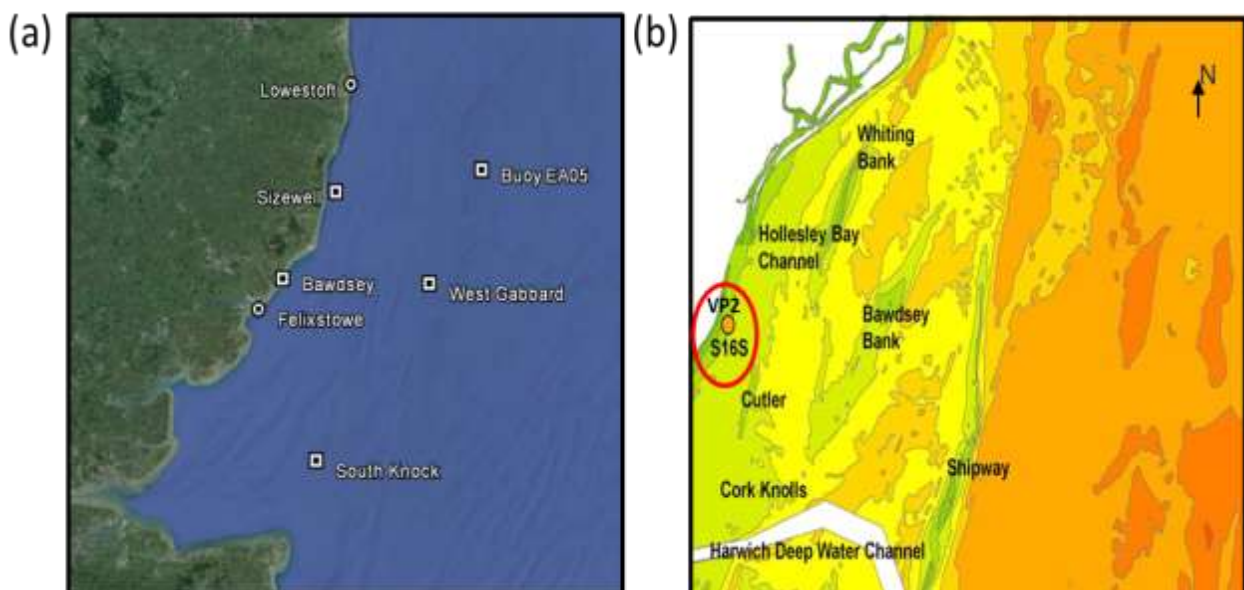 (a)
Lowestoft
Buoy EA05
Sizewel
Bawdsey
West Gabbard
Felixstowe
South Knock
(b)
N
Whiting
Bank
Hollesley Bay
Channel
VP2
S16S
Bawdsey
Bank
Cutler
Shipway
Cork Knolls
Harwich Deep Water Channel